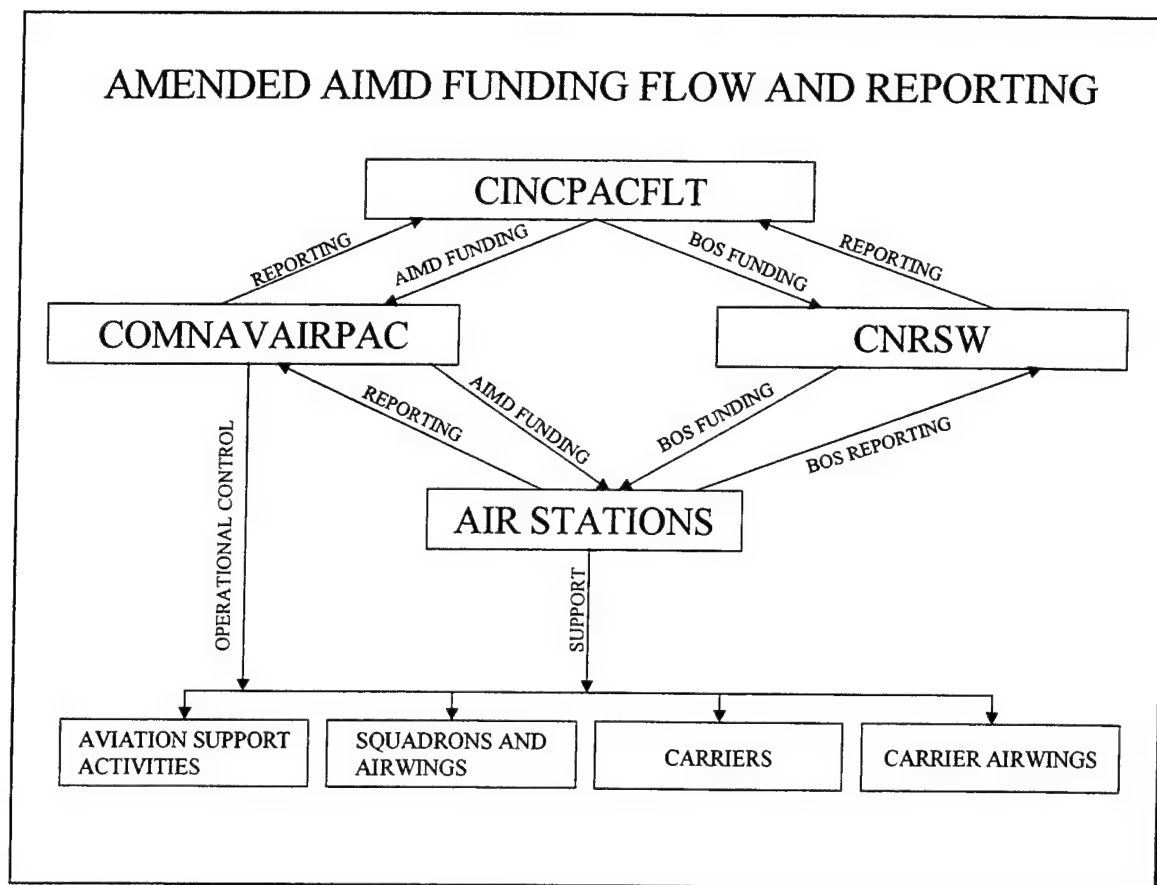 AMENDED AIMD FUNDING FLOW AND REPORTING
CINCPACFLT
REPORTING
AIMD FUNDING
BOS FUNDING
REPORTING
COMNAVAIRPAC
CNRSW
REPORTING
AIMD FUNDING
BOS FUNDING
BOS REPORTING
AIR STATIONS
OPERATIONAL CONTROL
SUPPORT
AVIATION SUPPORT
ACTIVITIES
SQUADRONS AND
AIRWINGS
CARRIERS
CARRIER AIRWINGS